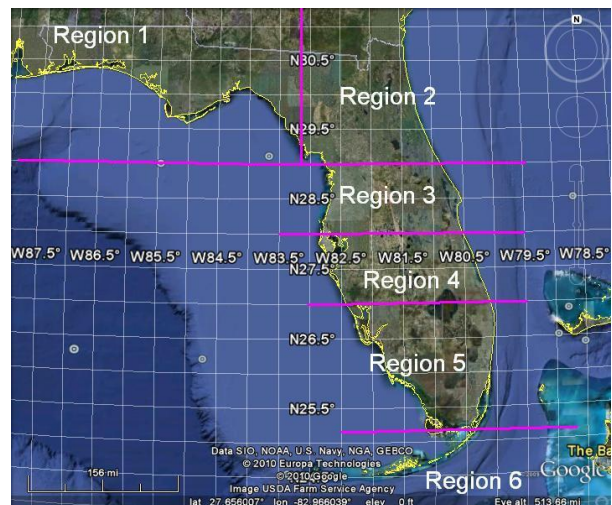 Region 1
N
N30.5°
Region 2
N29.5°
Region 3
N28.5°
W87.5° W86.5° W85.5° W84.5° W83.5° W82.5° W81.5° W80.5° W79.5° W78.5°
N27.5°
Region 4
N26.5°
Region 5
N25.5°
Data SIO, NOAA, U.S. Navy, NGA, GEBCO
© 2010 Europa Technologies
© 2010 Google
Image USDA Farm Service Agency
The Ba
Google
156 mi
Region 6
lat 27.656007° lon -82.966039° elev 0 ft
Eye alt 513.66 mi